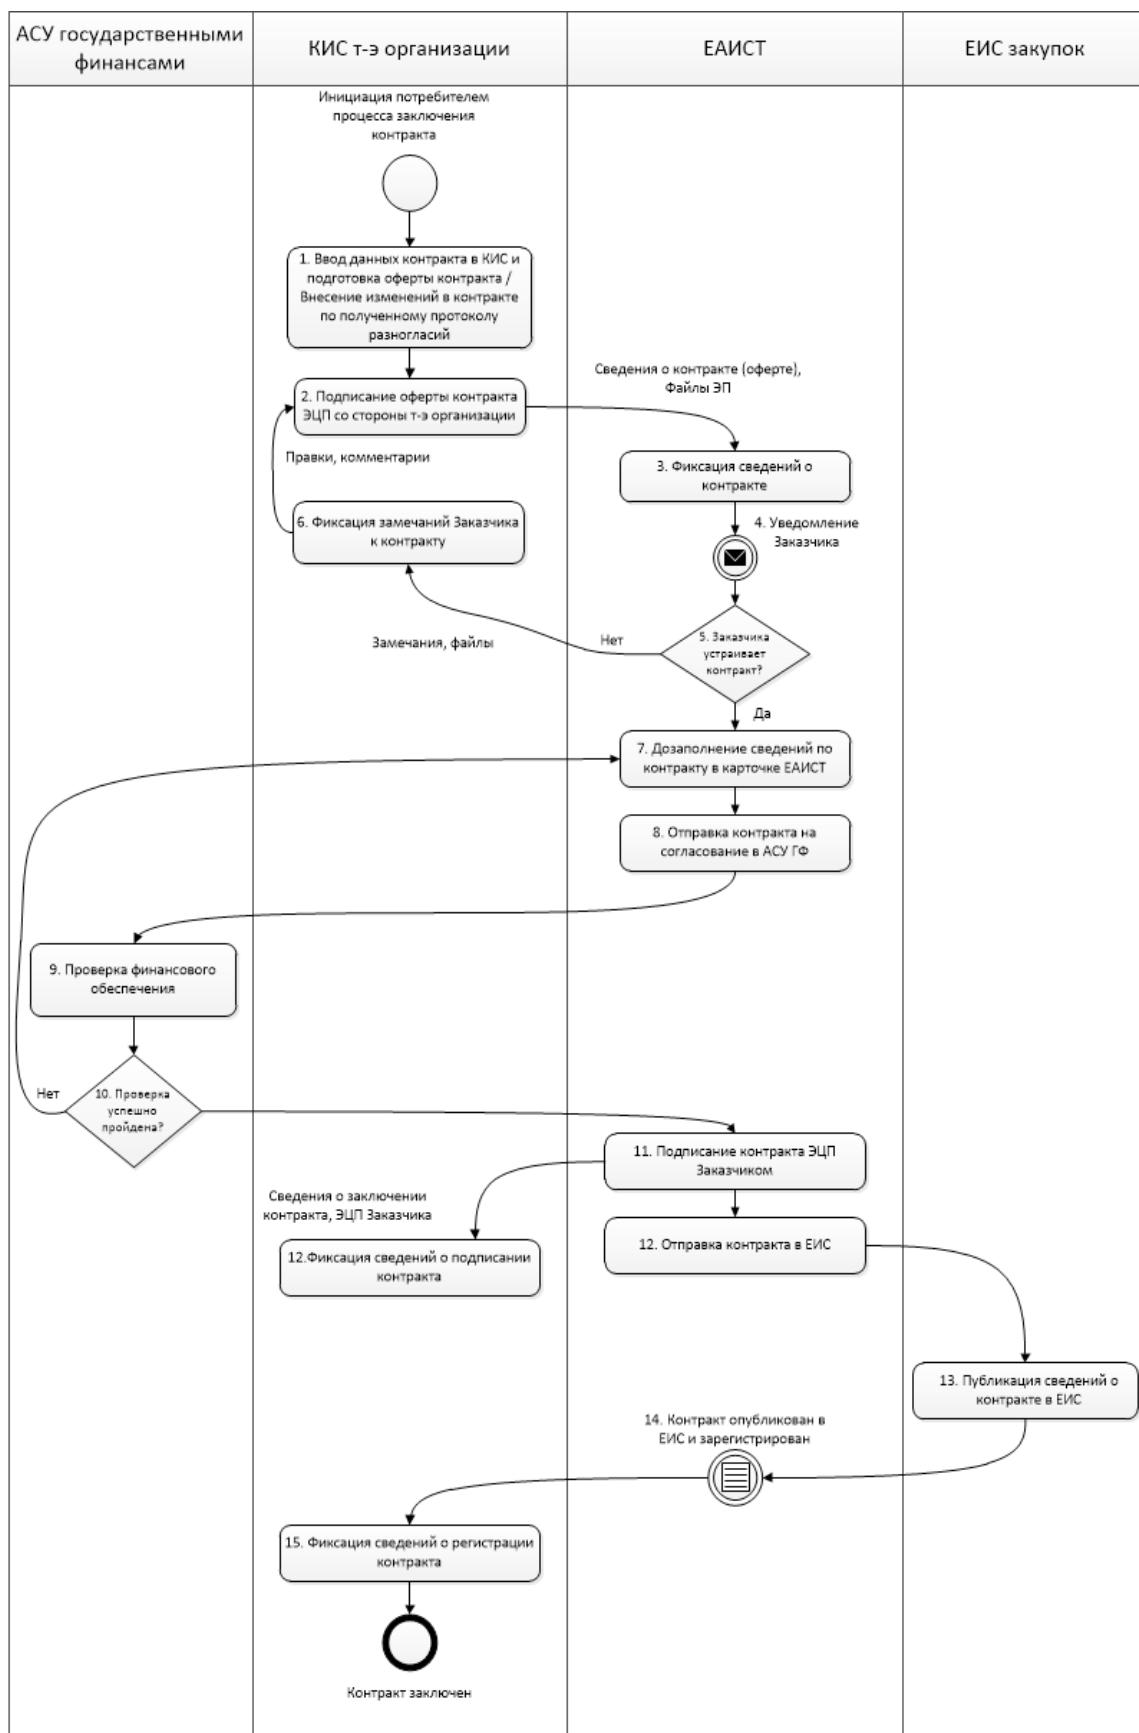 АСУ государственными
финансами
КИС т-э организации
ЕАИСТ
ЕИС закупок
Инициация потребителем
процесса заключения
контракта
1. Ввод данных контракта в КИС и
подготовка оферты контракта /
Внесение изменений в контракте
по полученному протоколу
разногласий
Сведения о контракте (оферте),
Файлы ЭП
2. Подписание оферты контракта
ЭЦП со стороны т-э организации
Правки, комментарии
3. Фиксация сведений о
контракте
6. Фиксация замечаний Заказчика
к контракту
4. Уведомление
Заказчика
Замечания, файлы
Нет
5. Заказчика
устраивает
контракт?
Да
7. Дозаполнение сведений по
контракту в карточке ЕАИСТ
8. Отправка контракта на
согласование в АСУ ГФ
9. Проверка финансового
обеспечения
Нет
10. Проверка
успешно
пройдена?
11. Подписание контракта ЭЦП
Заказчиком
Сведения о заключении
контракта, ЭЦП Заказчика
12.Фиксация сведений о подписании
контракта
12. Отправка контракта в ЕИС
13. Публикация сведений о
контракте в ЕИС
14. Контракт опубликован в
ЕИС и зарегистрирован
15. Фиксация сведений о регистрации
контракта
Контракт заключен